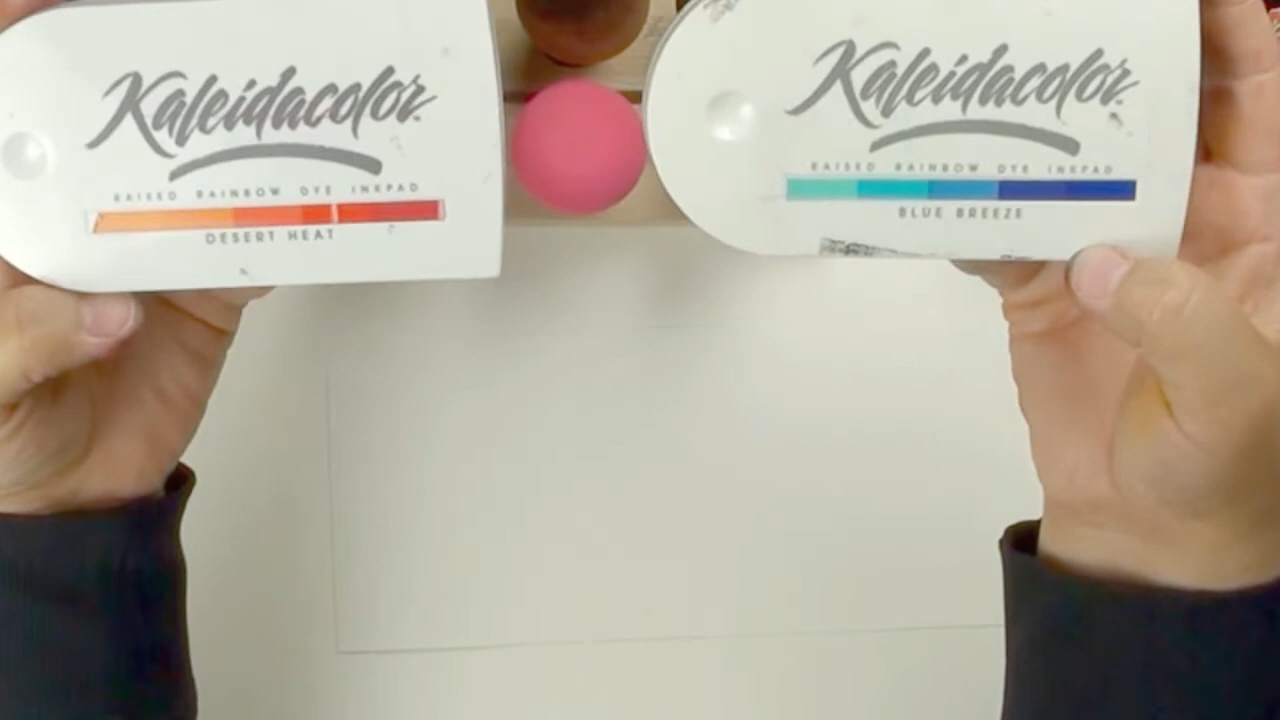 Kaleidacolor
RAISED RAINBOW DYE INKPAD
DESERT HEAT
Kaleidacolor
RAISED RAINBOW DYE INKPAD
BLUE BREEZE